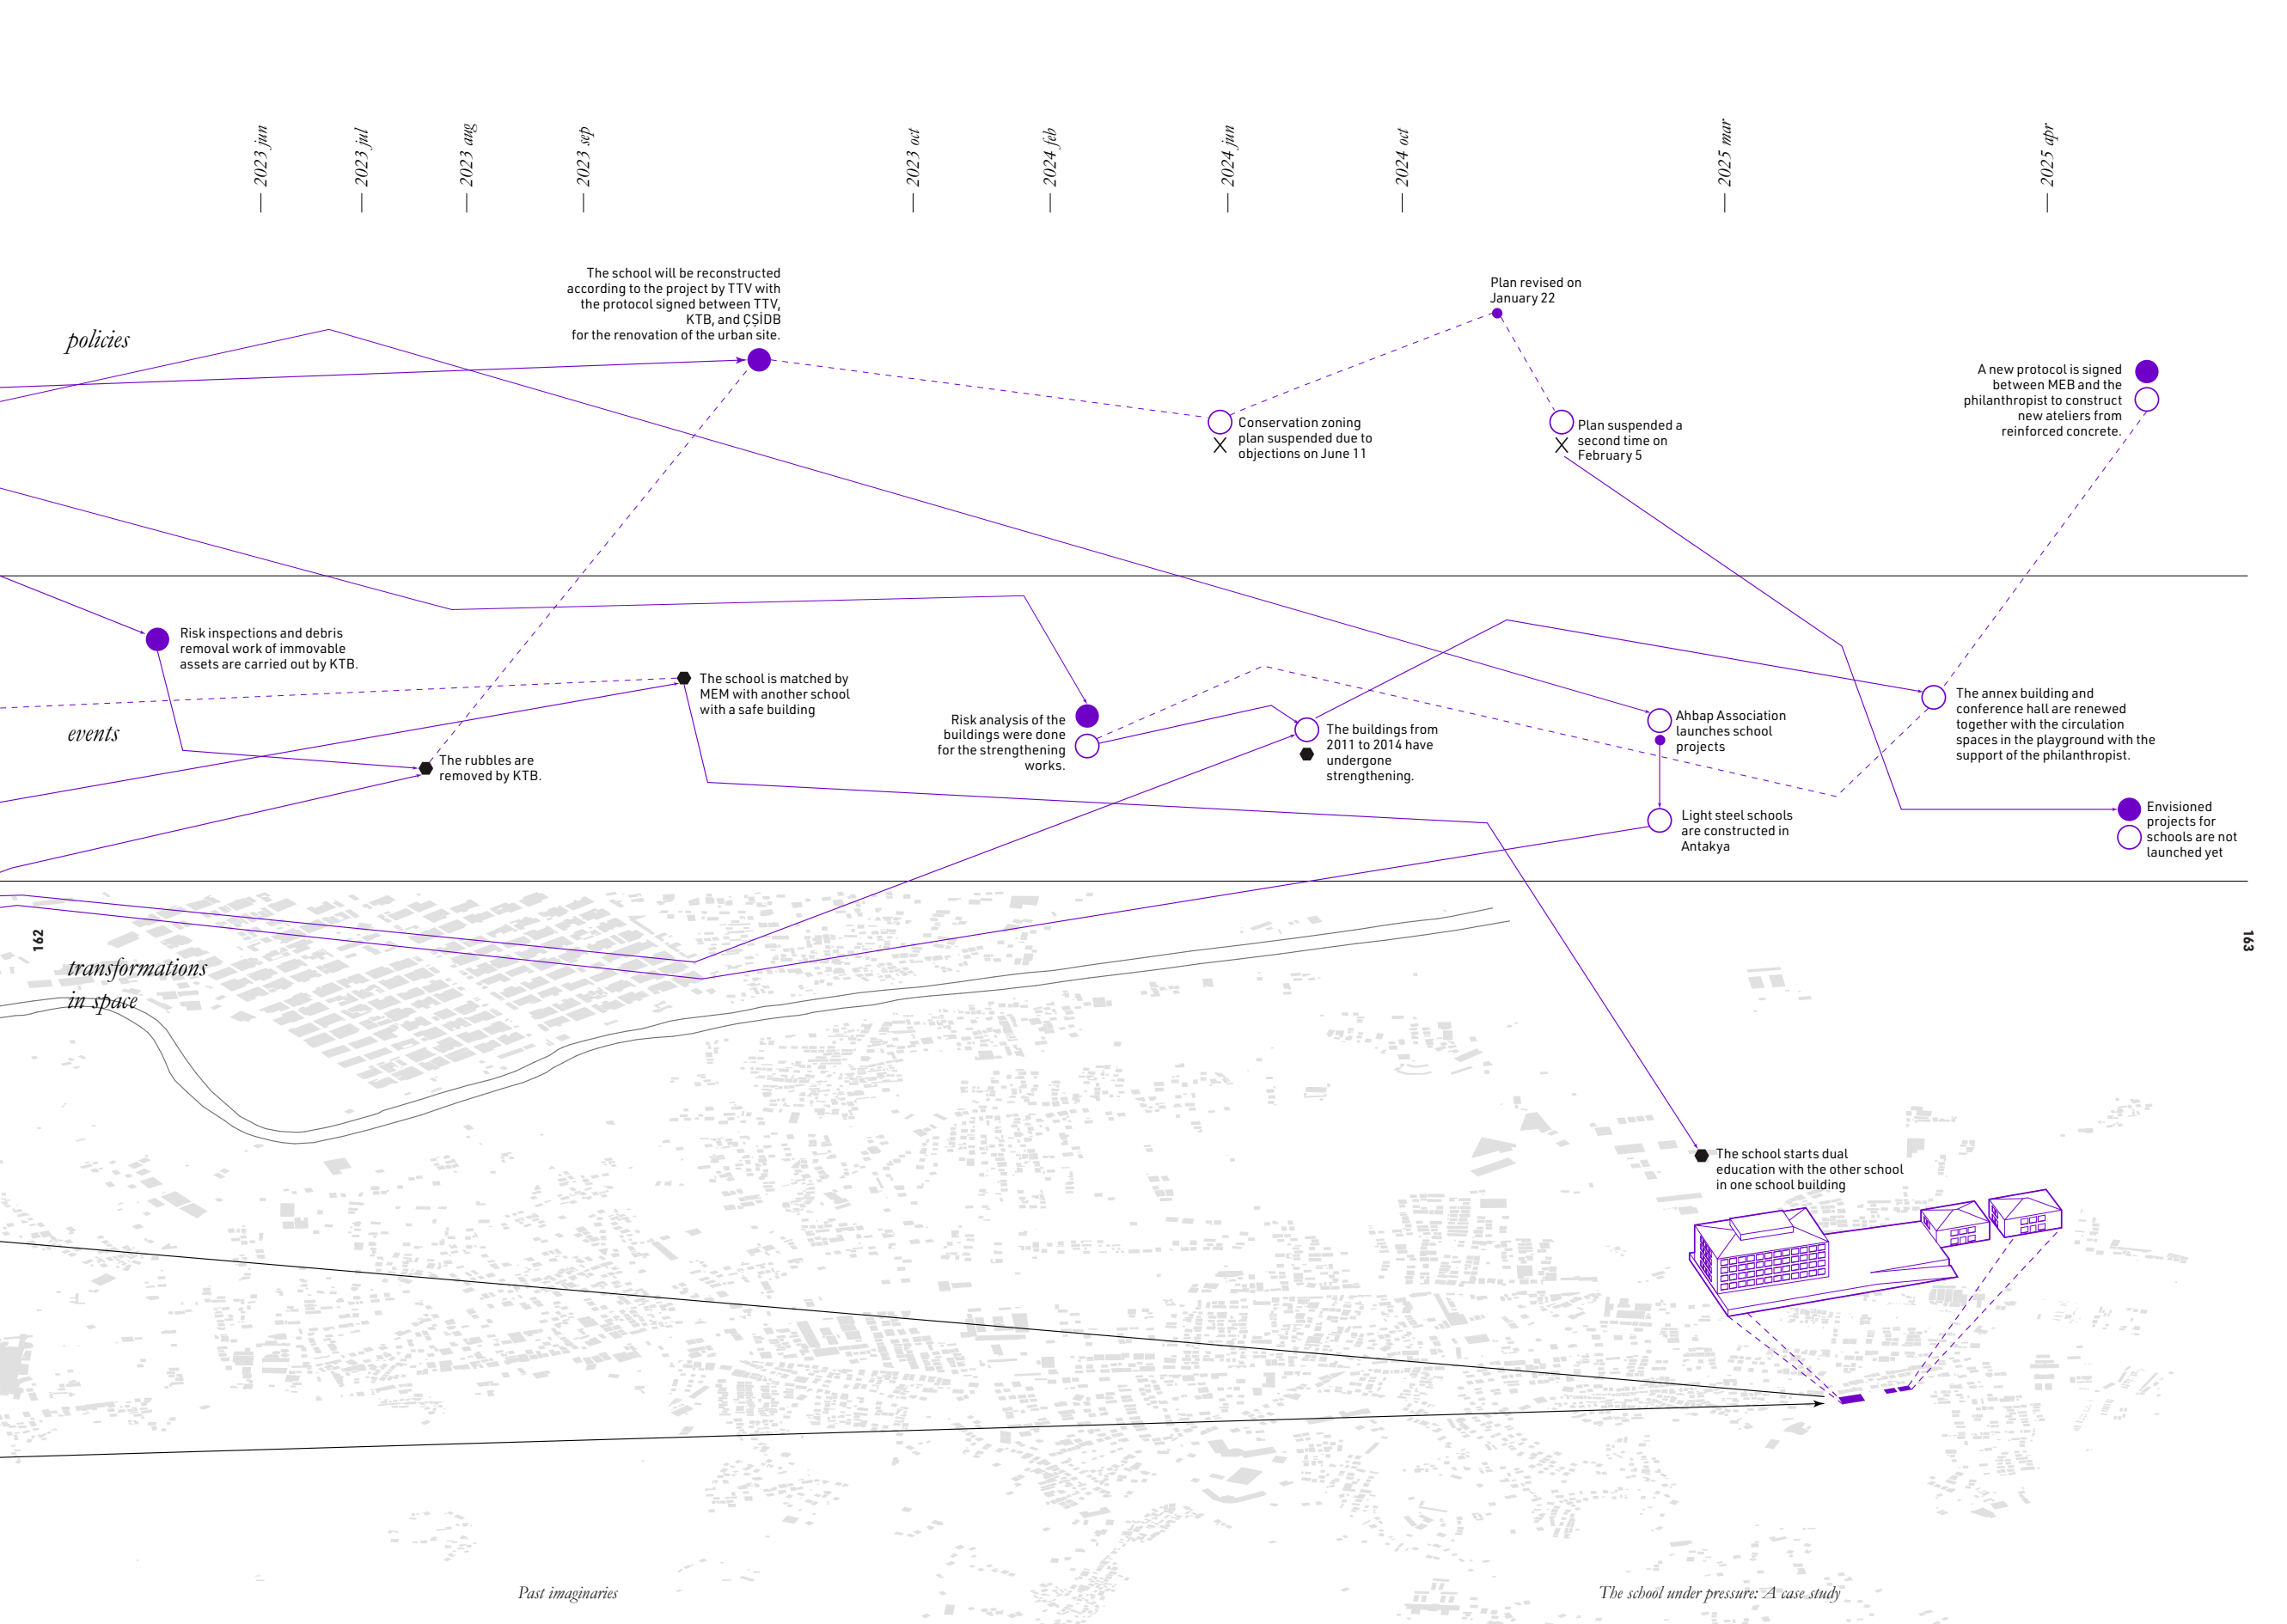 — 2023 jun
— 2023 jul
— 2023 aug
— 2023 sep
— 2023 oct
— 2024 feb
— 2024 jun
— 2024 oct
— 2025 mar
— 2025 apr
policies
The school will be reconstructed
according to the project by TTV with
the protocol signed between TTV,
KTB, and ÇŞİDB
for the renovation of the urban site.
Conservation zoning
plan suspended due to
objections on June 11
Plan revised on
January 22
Plan suspended a
second time on
February 5
A new protocol is signed
between MEB and the
philanthropist to construct
new ateliers from
reinforced concrete.
events
Risk inspections and debris
removal work of immovable
assets are carried out by KTB.
The rubbles are
removed by KTB.
The school is matched by
MEM with another school
with a safe building
Risk analysis of the
buildings were done
for the strengthening
works.
The buildings from
2011 to 2014 have
undergone
strengthening.
Ahbap Association
launches school
projects
Light steel schools
are constructed in
Antakya
The annex building and
conference hall are renewed
together with the circulation
spaces in the playground with the
support of the philanthropist.
Envisioned
projects for
schools are not
launched yet
162
163
transformations
in space
The school starts dual
education with the other school
in one school building
Past imaginaries
The school under pressure: A case study